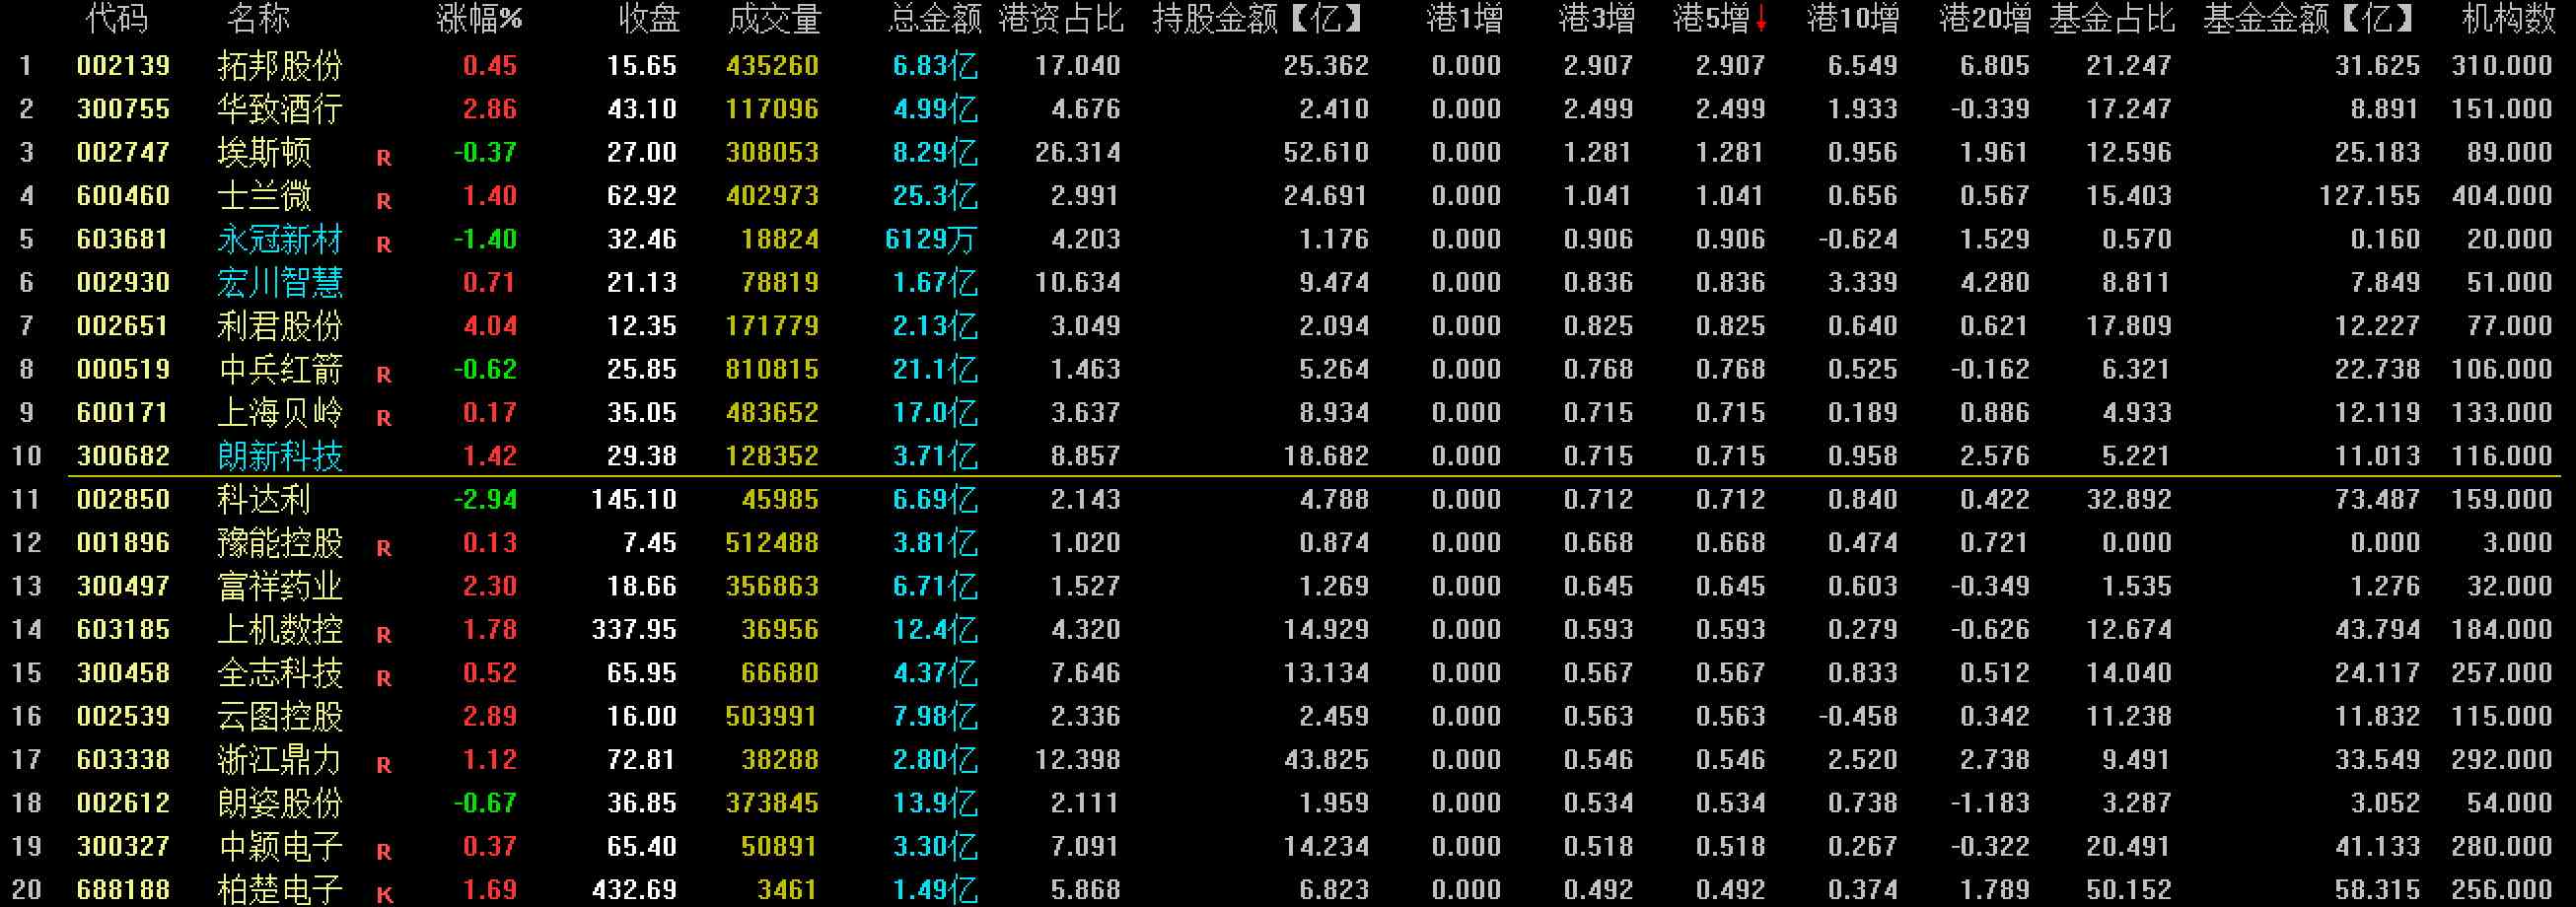 代码 名称 涨幅% 收盘 成交量 总金额 港资占比 持股金额【亿】 港1增 港3增 港5增↓ 港10增 港20增 基金占比 基金金额【亿】 机构数
1 002139 拓邦股份 0.45 15.65 435260 6.83亿 17.040 25.362 0.000 2.907 2.907 6.549 6.805 21.247 31.625 310.000
2 300755 华致酒行 2.86 43.10 117096 4.99亿 4.676 2.410 0.000 2.499 2.499 1.933 -0.339 17.247 8.891 151.000
3 002747 埃斯顿 R -0.37 27.00 308053 8.29亿 26.314 52.610 0.000 1.281 1.281 0.956 1.961 12.596 25.183 89.000
4 600460 士兰微 R 1.40 62.92 402973 25.3亿 2.991 24.691 0.000 1.041 1.041 0.656 0.567 15.403 127.155 404.000
5 603681 永冠新材 R -1.40 32.46 18824 6129万 4.203 1.176 0.000 0.906 0.906 -0.624 1.529 0.570 0.160 20.000
6 002930 宏川智慧 0.71 21.13 78819 1.67亿 10.634 9.474 0.000 0.836 0.836 3.339 4.280 8.811 7.849 51.000
7 002651 利君股份 4.04 12.35 171779 2.13亿 3.049 2.094 0.000 0.825 0.825 0.640 0.621 17.809 12.227 77.000
8 000519 中兵红箭 R -0.62 25.85 810815 21.1亿 1.463 5.264 0.000 0.768 0.768 0.525 -0.162 6.321 22.738 106.000
9 600171 上海贝岭 R 0.17 35.05 483652 17.0亿 3.637 8.934 0.000 0.715 0.715 0.189 0.886 4.933 12.119 133.000
10 300682 朗新科技 1.42 29.38 128352 3.71亿 8.857 18.682 0.000 0.715 0.715 0.958 2.576 5.221 11.013 116.000
11 002850 科达利 -2.94 145.10 45985 6.69亿 2.143 4.788 0.000 0.712 0.712 0.840 0.422 32.892 73.487 159.000
12 001896 豫能控股 R 0.13 7.45 512488 3.81亿 1.020 0.874 0.000 0.668 0.668 0.474 0.721 0.000 0.000 3.000
13 300497 富祥药业 2.30 18.66 356863 6.71亿 1.527 1.269 0.000 0.645 0.645 0.603 -0.349 1.535 1.276 32.000
14 603185 上机数控 R 1.78 337.95 36956 12.4亿 4.320 14.929 0.000 0.593 0.593 0.279 -0.626 12.674 43.794 184.000
15 300458 全志科技 R 0.52 65.95 66680 4.37亿 7.646 13.134 0.000 0.567 0.567 0.833 0.512 14.040 24.117 257.000
16 002539 云图控股 2.89 16.00 503991 7.98亿 2.336 2.459 0.000 0.563 0.563 -0.458 0.342 11.238 11.832 115.000
17 603338 浙江鼎力 R 1.12 72.81 38288 2.80亿 12.398 43.825 0.000 0.546 0.546 2.520 2.738 9.491 33.549 292.000
18 002612 朗姿股份 -0.67 36.85 373845 13.9亿 2.111 1.959 0.000 0.534 0.534 0.738 -1.183 3.287 3.052 54.000
19 300327 中颖电子 R 0.37 65.40 50891 3.30亿 7.091 14.234 0.000 0.518 0.518 0.267 -0.322 20.491 41.133 280.000
20 688188 柏楚电子 K 1.69 432.69 3461 1.49亿 5.868 6.823 0.000 0.492 0.492 0.374 1.789 50.152 58.315 256.000